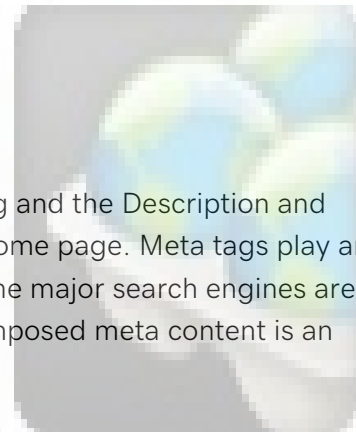 g and the Description and
ome page. Meta tags play a
he major search engines are
mposed meta content is an